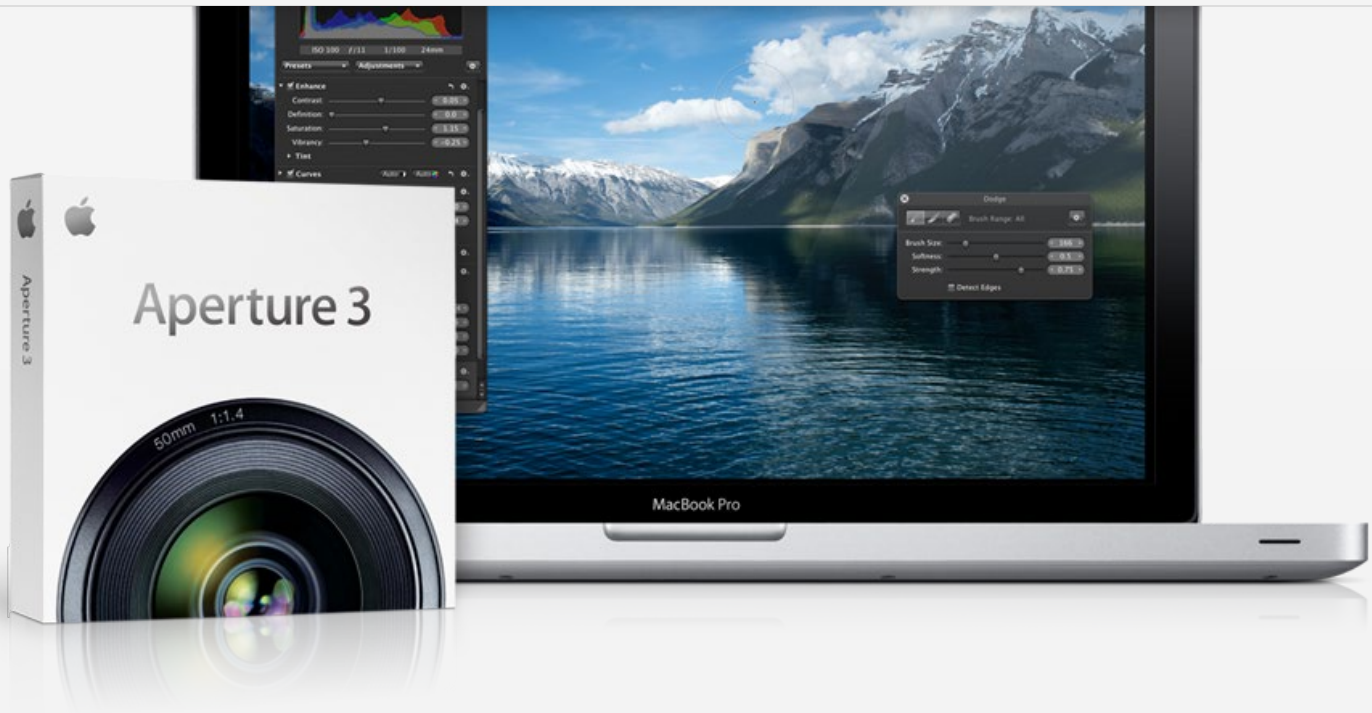 ISO 100 ƒ/11 1/100 24mm
Presets Adjustments
Enhance
Contrast: 0.05
Definition: 0.0
Saturation: 1.15
Vibrancy: -0.25
Tint
Curves Auto Auto
Dodge
Brush Range: All
Brush Size: 166
Softness: 0.5
Strength: 0.75
Detect Edges
Aperture 3
Aperture 3
50mm 1:1.4
MacBook Pro